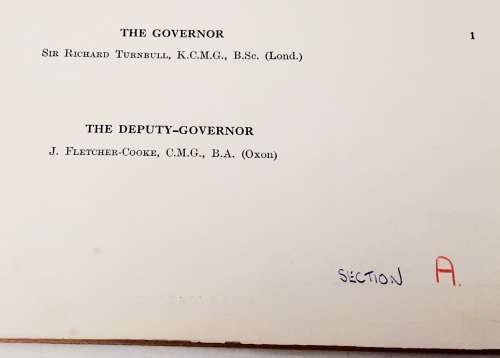 THE GOVERNOR 1
Sir Richard Turnbull, K.C.M.G., B.Sc. (Lond.)
THE DEPUTY-GOVERNOR
J. Fletcher-Cooke, C.M.G., B.A. (Oxon)
SECTION A.